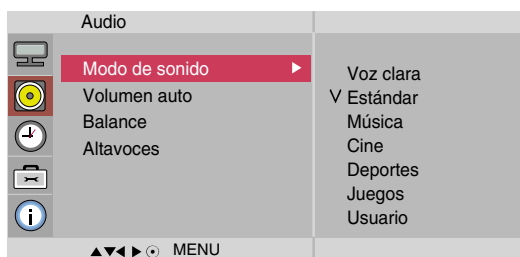 Audio
Modo de sonido
Volumen auto
Balance
Altavoces
Voz clara
Estándar
Música
Cine
Deportes
Juegos
Usuario
MENU